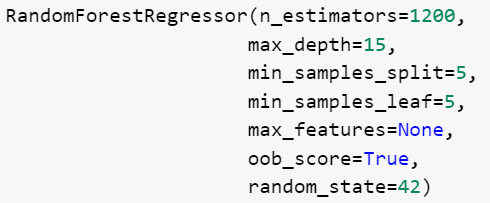 RandomForestRegressor(n_estimators=1200,
                      max_depth=15,
                      min_samples_split=5,
                      min_samples_leaf=5,
                      max_features=None,
                      oob_score=True,
                      random_state=42)